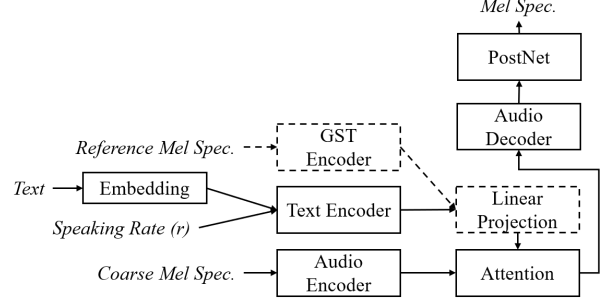 Mel Spec.
PostNet
Audio
Decoder
Reference Mel Spec.
GST
Encoder
Text
Embedding
Speaking Rate (r)
Text Encoder
Linear
Projection
Coarse Mel Spec.
Audio
Encoder
Attention